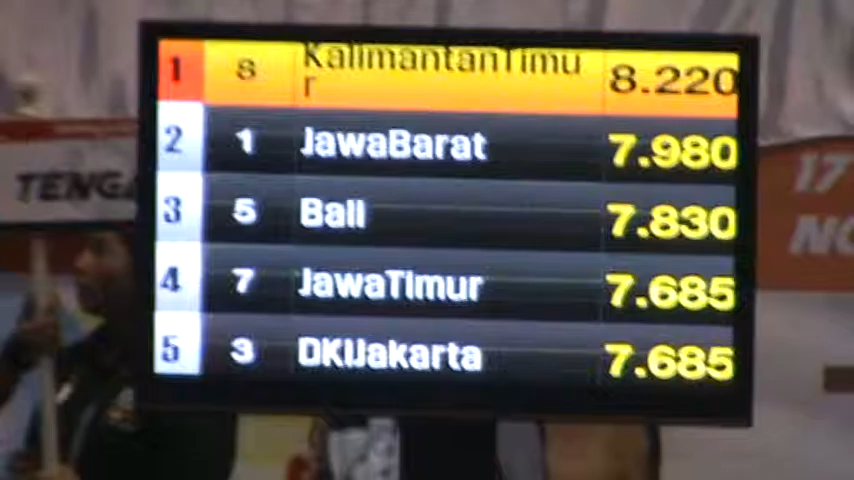 1 8 KalimantanTimu
r 8.220
2 1 JawaBarat 7.980
3 5 Bali 7.830
4 7 JawaTimur 7.685
5 3 DKIJakarta 7.685
TENGA
17
NO